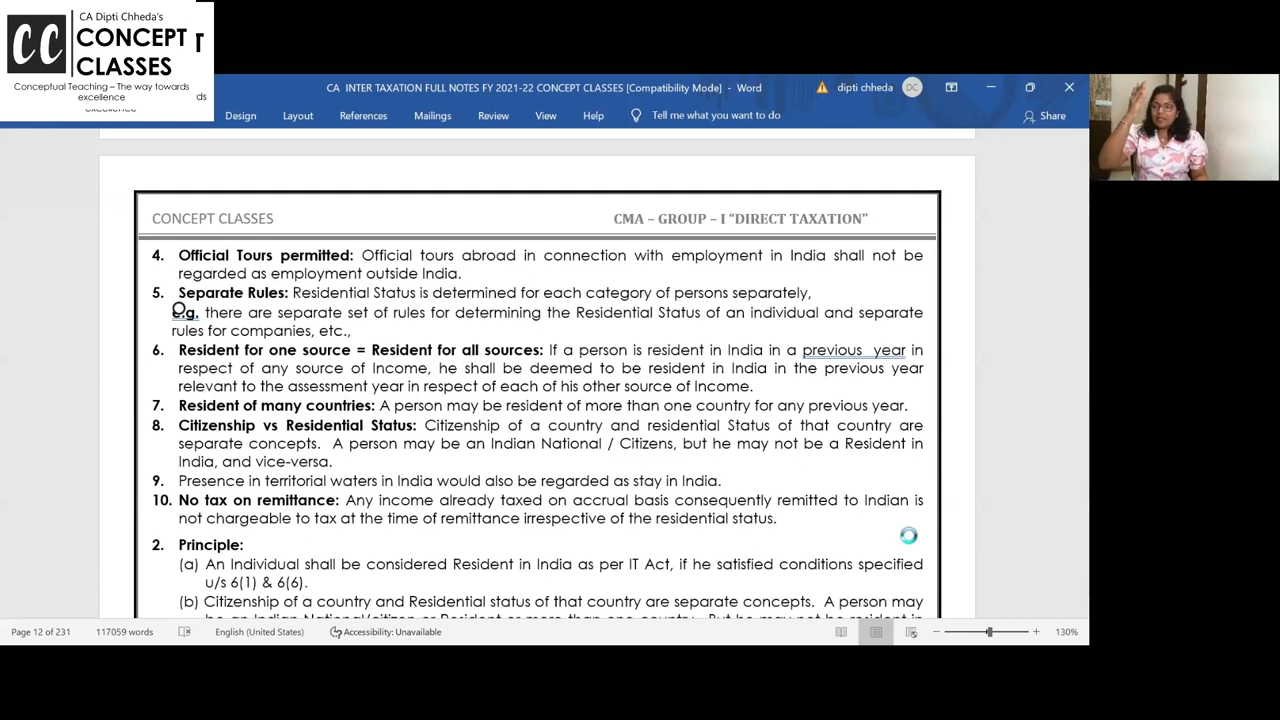 CA Dipti Chheda's
CC CONCEPT
CLASSES
Conceptual Teaching – The way towards
excellence
ds
CA INTER TAXATION FULL NOTES FY 2021-22 CONCEPT CLASSES [Compatibility Mode] - Word
dipti chheda
DC
Design Layout References Mailings Review View Help Tell me what you want to do
Share
CONCEPT CLASSES
CMA – GROUP – I "DIRECT TAXATION"
4. Official Tours permitted: Official tours abroad in connection with employment in India shall not be
regarded as employment outside India.
5. Separate Rules: Residential Status is determined for each category of persons separately,
e.g. there are separate set of rules for determining the Residential Status of an individual and separate
rules for companies, etc.,
6. Resident for one source = Resident for all sources: If a person is resident in India in a previous year in
respect of any source of Income, he shall be deemed to be resident in India in the previous year
relevant to the assessment year in respect of each of his other source of Income.
7. Resident of many countries: A person may be resident of more than one country for any previous year.
8. Citizenship vs Residential Status: Citizenship of a country and residential Status of that country are
separate concepts. A person may be an Indian National / Citizens, but he may not be a Resident in
India, and vice-versa.
9. Presence in territorial waters in India would also be regarded as stay in India.
10. No tax on remittance: Any income already taxed on accrual basis consequently remitted to Indian is
not chargeable to tax at the time of remittance irrespective of the residential status.
2. Principle:
(a) An Individual shall be considered Resident in India as per IT Act, if he satisfied conditions specified
u/s 6(1) & 6(6).
(b) Citizenship of a country and Residential status of that country are separate concepts. A person may
Page 12 of 231
117059 words
English (United States)
Accessibility: Unavailable
130%